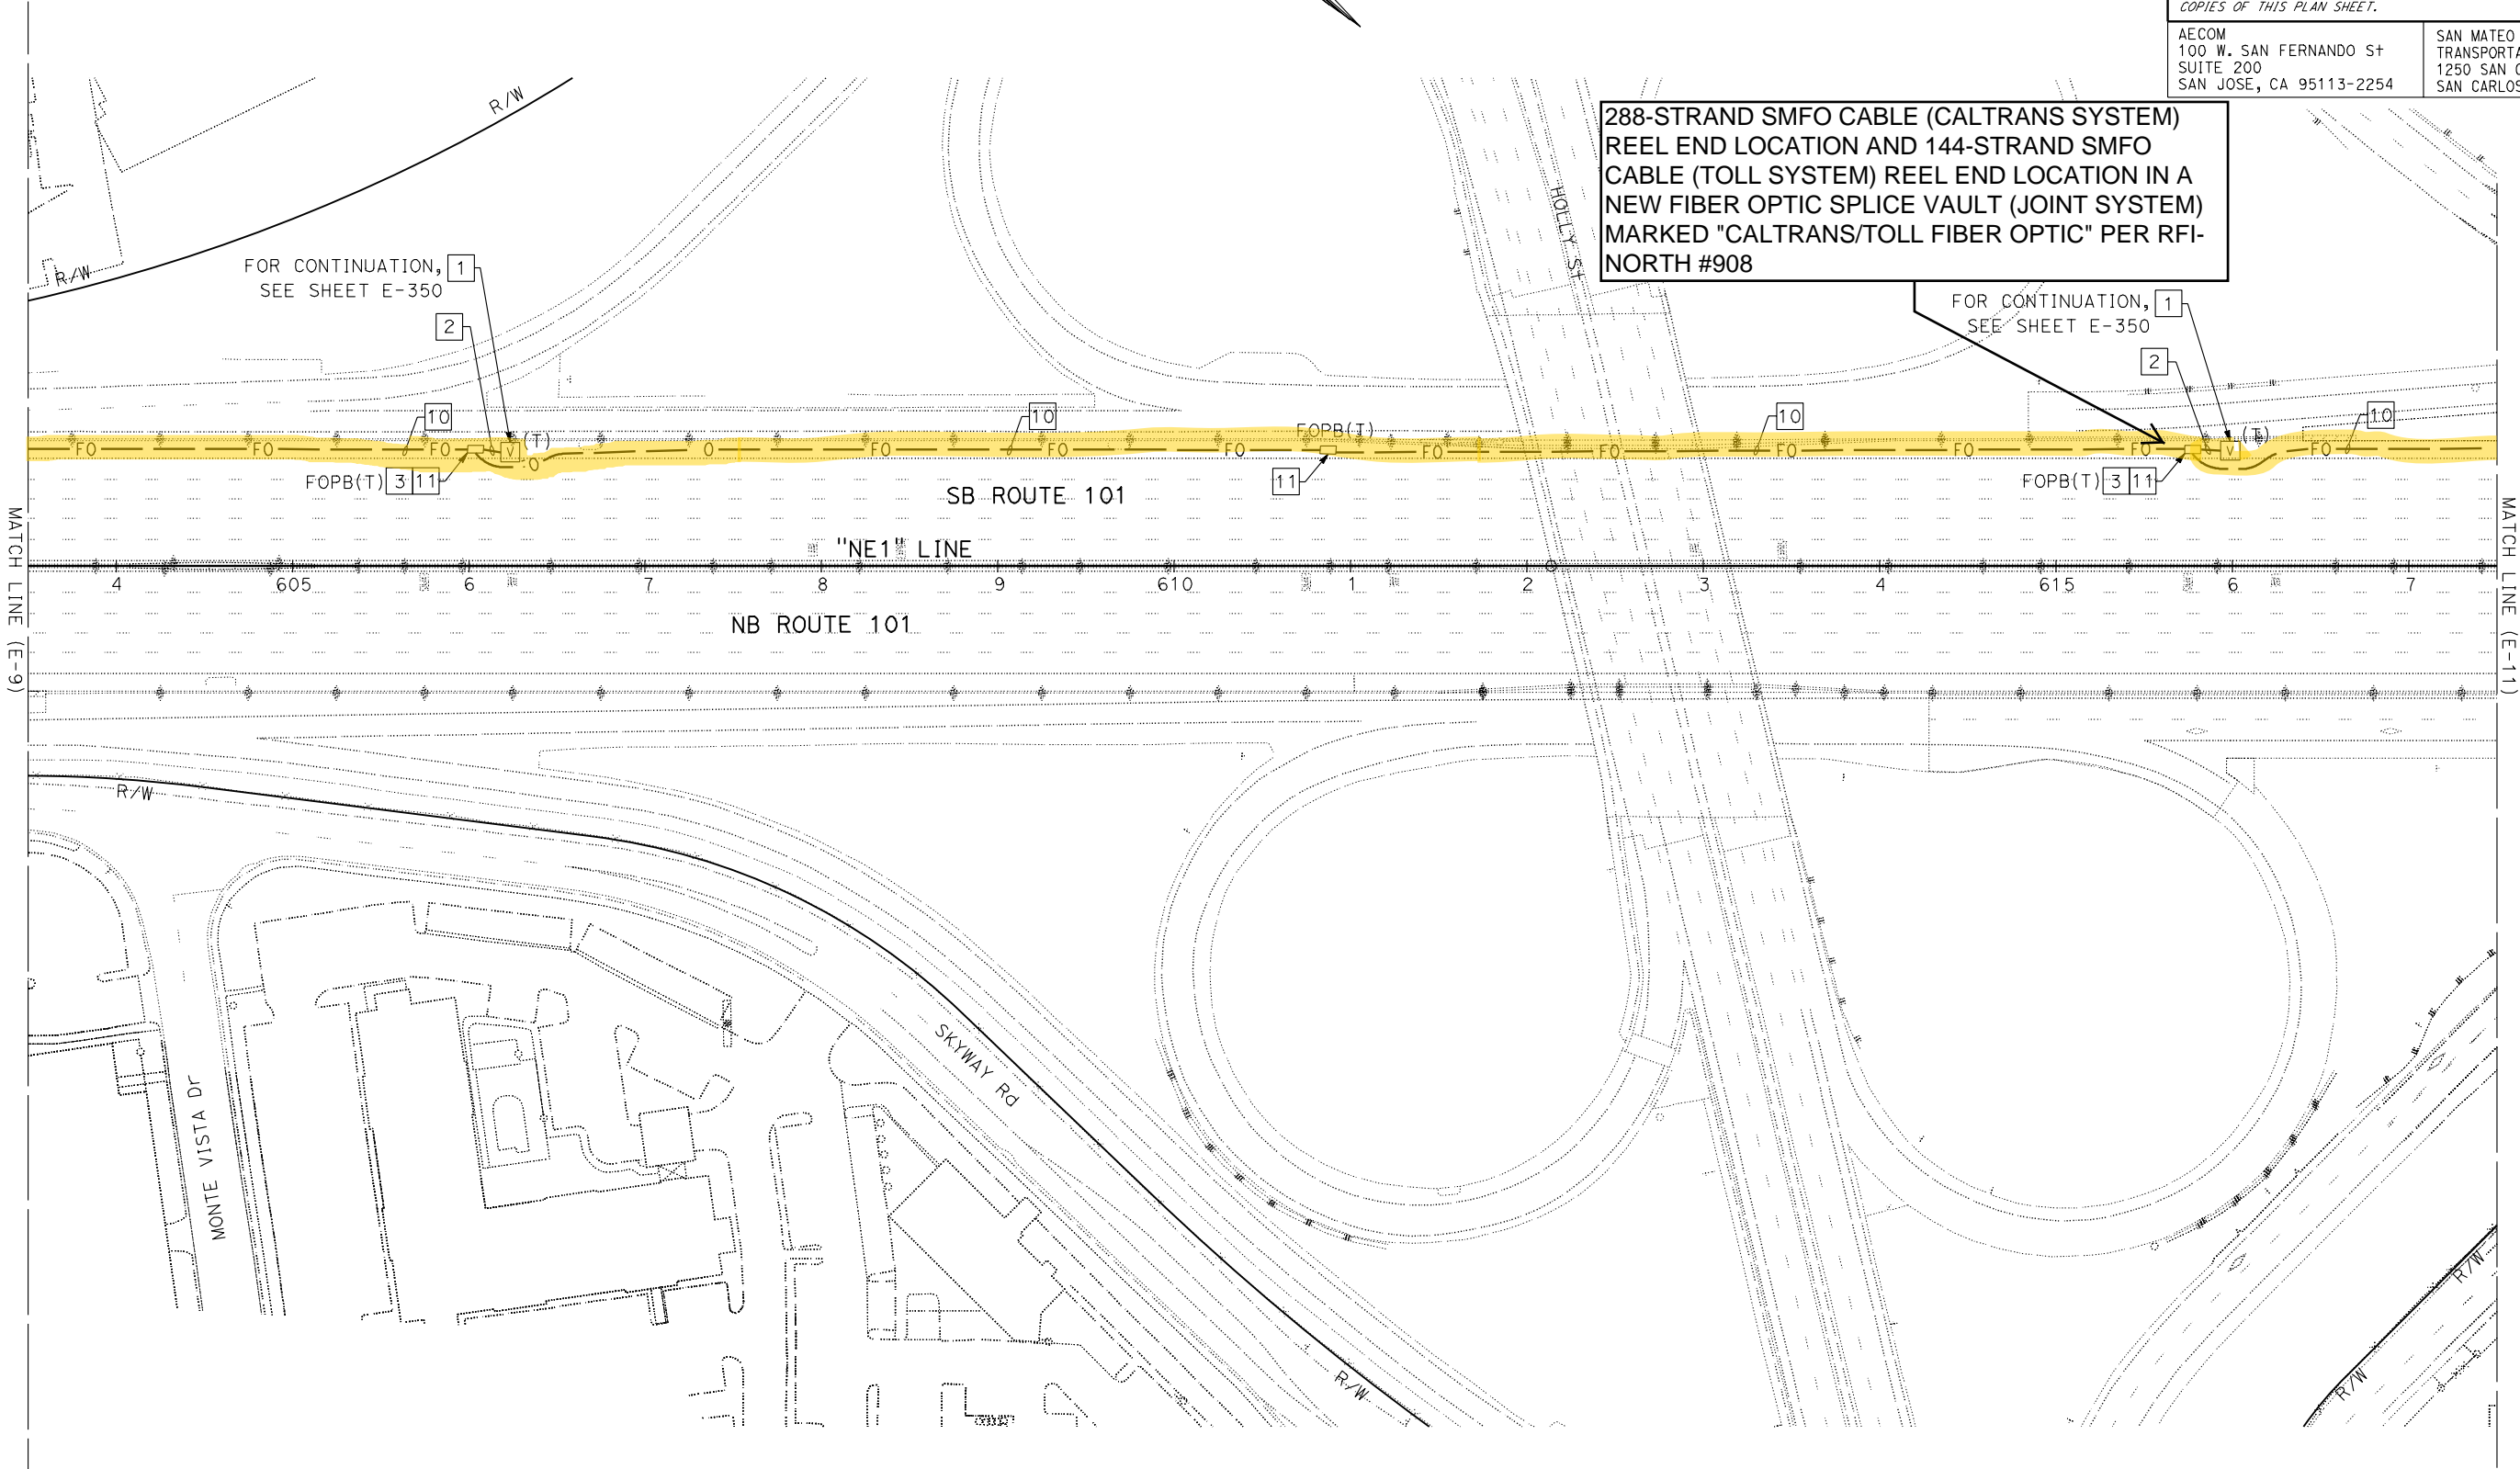 COPIES OF THIS PLAN SHEET.
AECOM
100 W. SAN FERNANDO St
SUITE 200
SAN JOSE, CA 95113-2254
SAN MATEO
TRANSPORTA
1250 SAN C
SAN CARLOS
288-STRAND SMFO CABLE (CALTRANS SYSTEM)
REEL END LOCATION AND 144-STRAND SMFO
CABLE (TOLL SYSTEM) REEL END LOCATION IN A
NEW FIBER OPTIC SPLICE VAULT (JOINT SYSTEM)
MARKED "CALTRANS/TOLL FIBER OPTIC" PER RFI-
NORTH #908
R/W
R/W
HOLLY St
FOR CONTINUATION, 1
SEE SHEET E-350
2
FOR CONTINUATION, 1
SEE SHEET E-350
2
10
10
10
10
FOPB(T)
(T)
(T)
FO FO FO V O O FO FO FO FO FO FO FO FO V FO
FOPB(T) 3 11
11
FOPB(T) 3 11
SB ROUTE 101
"NE1" LINE
4 605 6 7 8 9 610 1 2 3 4 615 6 7
NB ROUTE 101
MATCH LINE (E-9)
MATCH LINE (E-11)
R/W
SKYWAY Rd
MONTE VISTA Dr
R/W
R/W
R/W